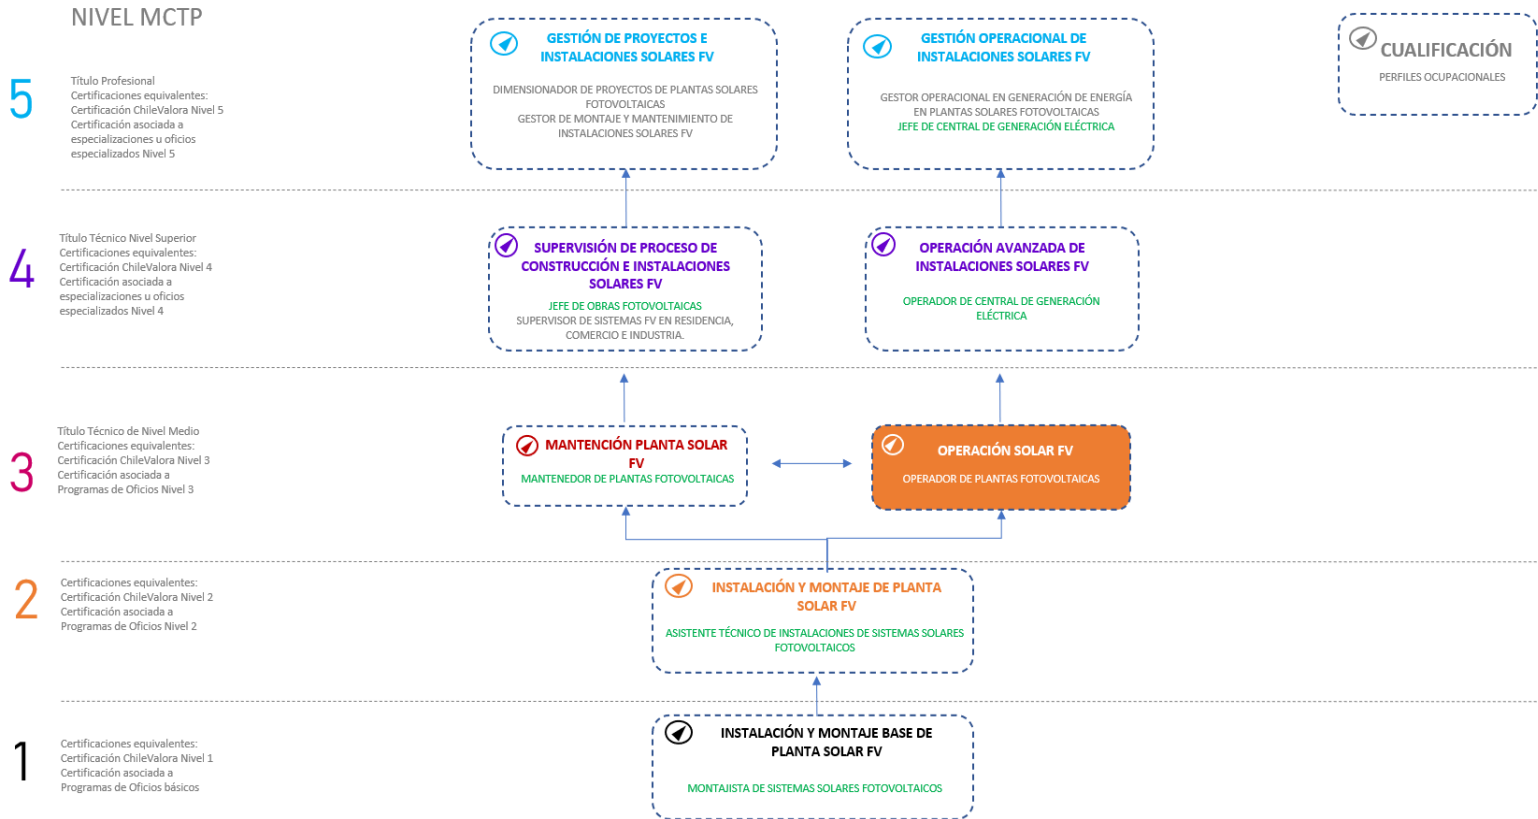 NIVEL MCTP
5
Título Profesional
Certificaciones equivalentes:
Certificación ChileValora Nivel 5
Certificación asociada a
especializaciones u oficios
especializados Nivel 5
GESTIÓN DE PROYECTOS E
INSTALACIONES SOLARES FV
DIMENSIONADOR DE PROYECTOS DE PLANTAS SOLARES
FOTOVOLTAICAS
GESTOR DE MONTAJE Y MANTENIMIENTO DE
INSTALACIONES SOLARES FV
GESTIÓN OPERACIONAL DE
INSTALACIONES SOLARES FV
GESTOR OPERACIONAL EN GENERACIÓN DE ENERGÍA
EN PLANTAS SOLARES FOTOVOLTAICAS
JEFE DE CENTRAL DE GENERACIÓN ELÉCTRICA
CUALIFICACIÓN
PERFILES OCUPACIONALES
4
Título Técnico Nivel Superior
Certificaciones equivalentes:
Certificación ChileValora Nivel 4
Certificación asociada a
especializaciones u oficios
especializados Nivel 4
SUPERVISIÓN DE PROCESO DE
CONSTRUCCIÓN E INSTALACIONES
SOLARES FV
JEFE DE OBRAS FOTOVOLTAICAS
SUPERVISOR DE SISTEMAS FV EN RESIDENCIA,
COMERCIO E INDUSTRIA.
OPERACIÓN AVANZADA DE
INSTALACIONES SOLARES FV
OPERADOR DE CENTRAL DE GENERACIÓN
ELÉCTRICA
3
Título Técnico de Nivel Medio
Certificaciones equivalentes:
Certificación ChileValora Nivel 3
Certificación asociada a
Programas de Oficios Nivel 3
MANTENCIÓN PLANTA SOLAR
FV
MANTENEDOR DE PLANTAS FOTOVOLTAICAS
OPERACIÓN SOLAR FV
OPERADOR DE PLANTAS FOTOVOLTAICAS
2
Certificaciones equivalentes:
Certificación ChileValora Nivel 2
Certificación asociada a
Programas de Oficios Nivel 2
INSTALACIÓN Y MONTAJE DE PLANTA
SOLAR FV
ASISTENTE TÉCNICO DE INSTALACIONES DE SISTEMAS SOLARES
FOTOVOLTAICOS
1
Certificaciones equivalentes:
Certificación ChileValora Nivel 1
Certificación asociada a
Programas de Oficios básicos
INSTALACIÓN Y MONTAJE BASE DE
PLANTA SOLAR FV
MONTAJISTA DE SISTEMAS SOLARES FOTOVOLTAICOS